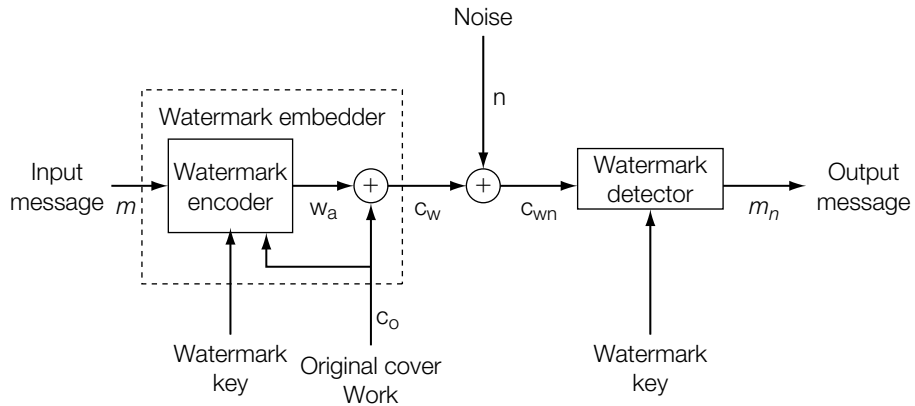 Noise
n
Watermark embedder
Input
message
m
Watermark
encoder
wₐ
+
c_w
+
c_wn
Watermark
detector
m_n
Output
message
c_o
Watermark
key
Original cover
Work
Watermark
key